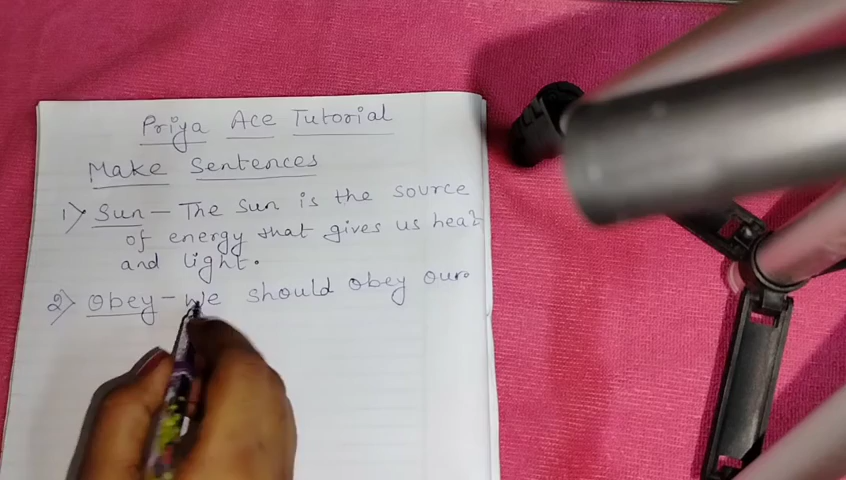 Priya Ace Tutorial
Make Sentences
1) Sun - The sun is the source
of energy that gives us heat
and light.
2) Obey - We should obey our